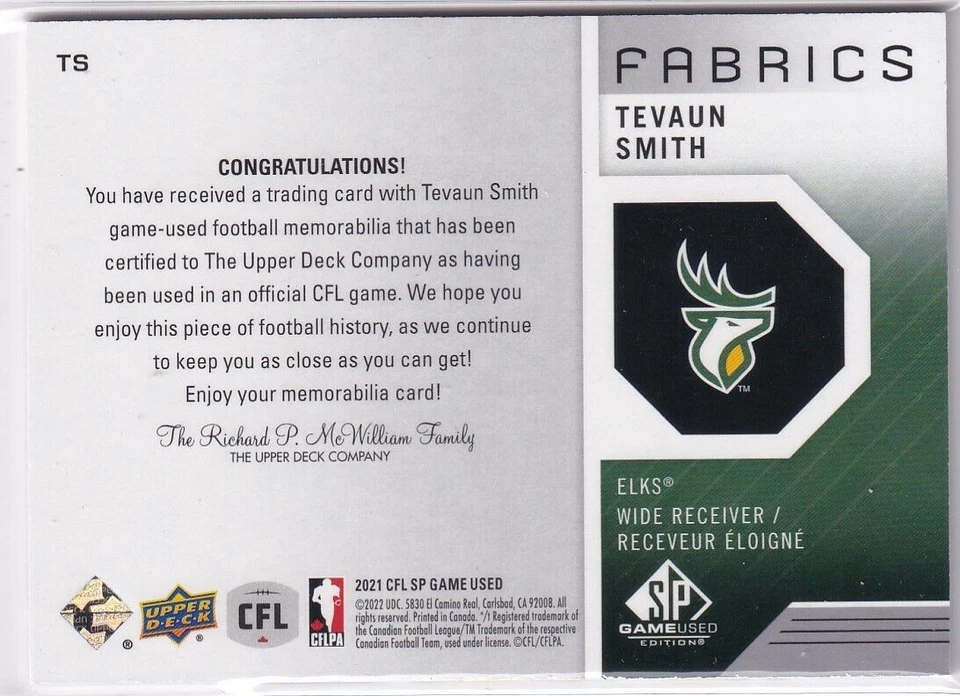 TS
CONGRATULATIONS!
You have received a trading card with Tevaun Smith
game-used football memorabilia that has been
certified to The Upper Deck Company as having
been used in an official CFL game. We hope you
enjoy this piece of football history, as we continue
to keep you as close as you can get!
Enjoy your memorabilia card!
The Richard P. McWilliam Family
THE UPPER DECK COMPANY
®
UPPER
D·E·C·K
®
CFL
CFLPA
2021 CFL SP GAME USED
©2022 UDC. 5830 El Camino Real, Carlsbad, CA 92008. All
rights reserved. Printed in Canada. ®/† Registered trademark of
the Canadian Football League/TM Trademark of the respective
Canadian Football Team, used under license. ©CFL/CFLPA.
FABRICS
TEVAUN
SMITH
TM
ELKS®
WIDE RECEIVER /
RECEVEUR ÉLOIGNÉ
SP
GAMEUSED
EDITION®